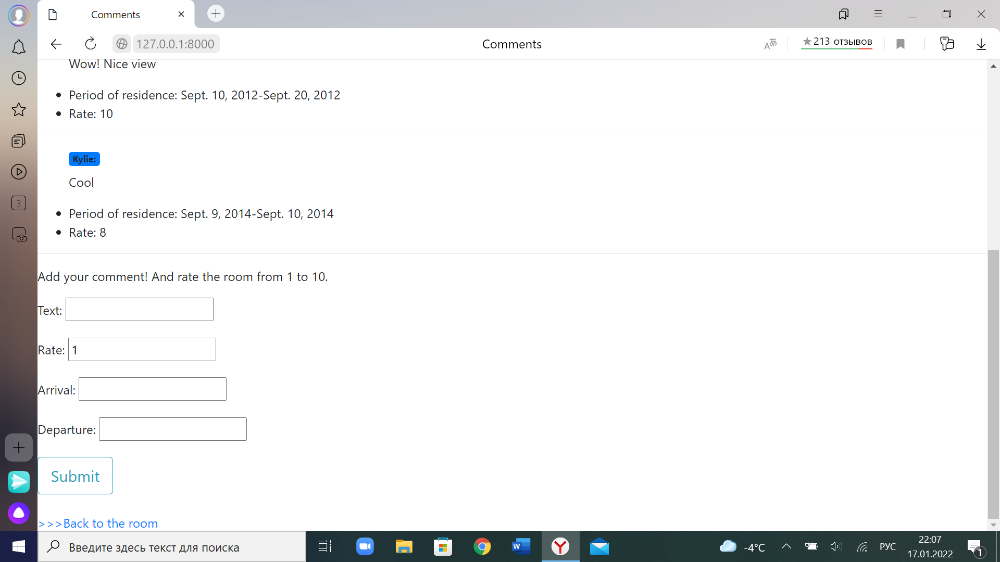 Comments
127.0.0.1:8000
Comments
213 отзывов
Wow! Nice view
Period of residence: Sept. 10, 2012-Sept. 20, 2012
Rate: 10
Kylie:
Cool
Period of residence: Sept. 9, 2014-Sept. 10, 2014
Rate: 8
3
Add your comment! And rate the room from 1 to 10.
Text:
Rate: 1
Arrival:
Departure:
Submit
>>>Back to the room
Введите здесь текст для поиска
-4°C
РУС
22:07
17.01.2022
1